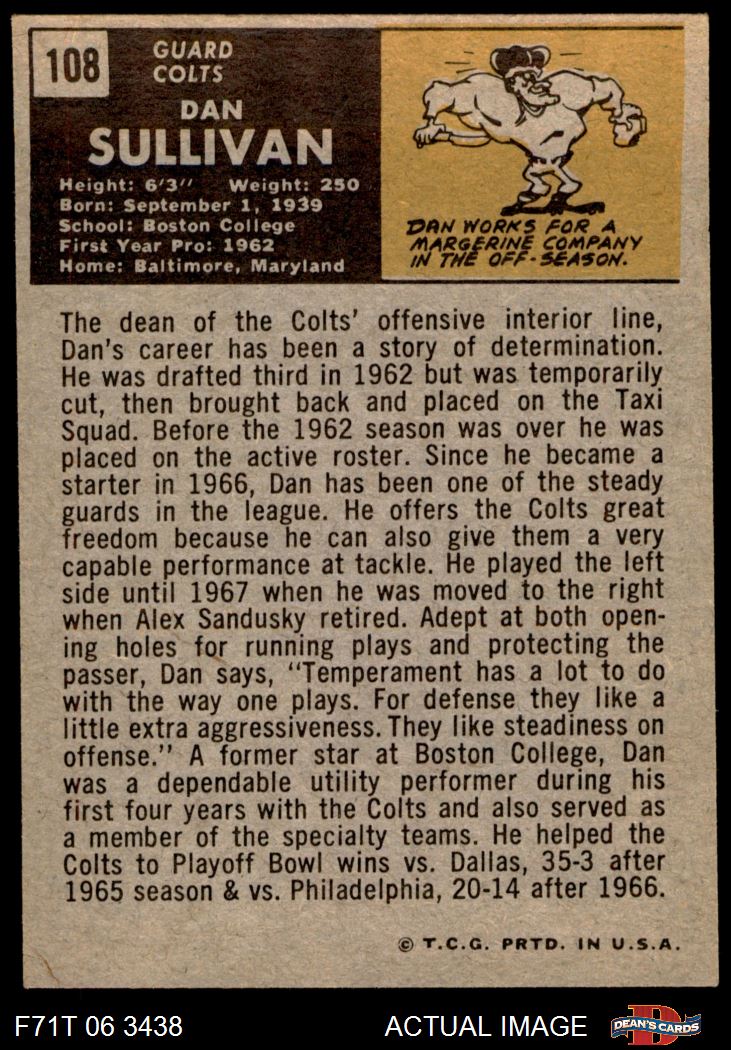 108
GUARD
COLTS
DAN
SULLIVAN
Height: 6'3" Weight: 250
Born: September 1, 1939
School: Boston College
First Year Pro: 1962
Home: Baltimore, Maryland
DAN WORKS FOR A
MARGERINE COMPANY
IN THE OFF-SEASON.
The dean of the Colts' offensive interior line,
Dan's career has been a story of determination.
He was drafted third in 1962 but was temporarily
cut, then brought back and placed on the Taxi
Squad. Before the 1962 season was over he was
placed on the active roster. Since he became a
starter in 1966, Dan has been one of the steady
guards in the league. He offers the Colts great
freedom because he can also give them a very
capable performance at tackle. He played the left
side until 1967 when he was moved to the right
when Alex Sandusky retired. Adept at both open-
ing holes for running plays and protecting the
passer, Dan says, "Temperament has a lot to do
with the way one plays. For defense they like a
little extra aggressiveness. They like steadiness on
offense." A former star at Boston College, Dan
was a dependable utility performer during his
first four years with the Colts and also served as
a member of the specialty teams. He helped the
Colts to Playoff Bowl wins vs. Dallas, 35-3 after
1965 season & vs. Philadelphia, 20-14 after 1966.
© T.C.G. PRTD. IN U.S.A.
F71T 06 3438
ACTUAL IMAGE
D
DEAN'S CARDS